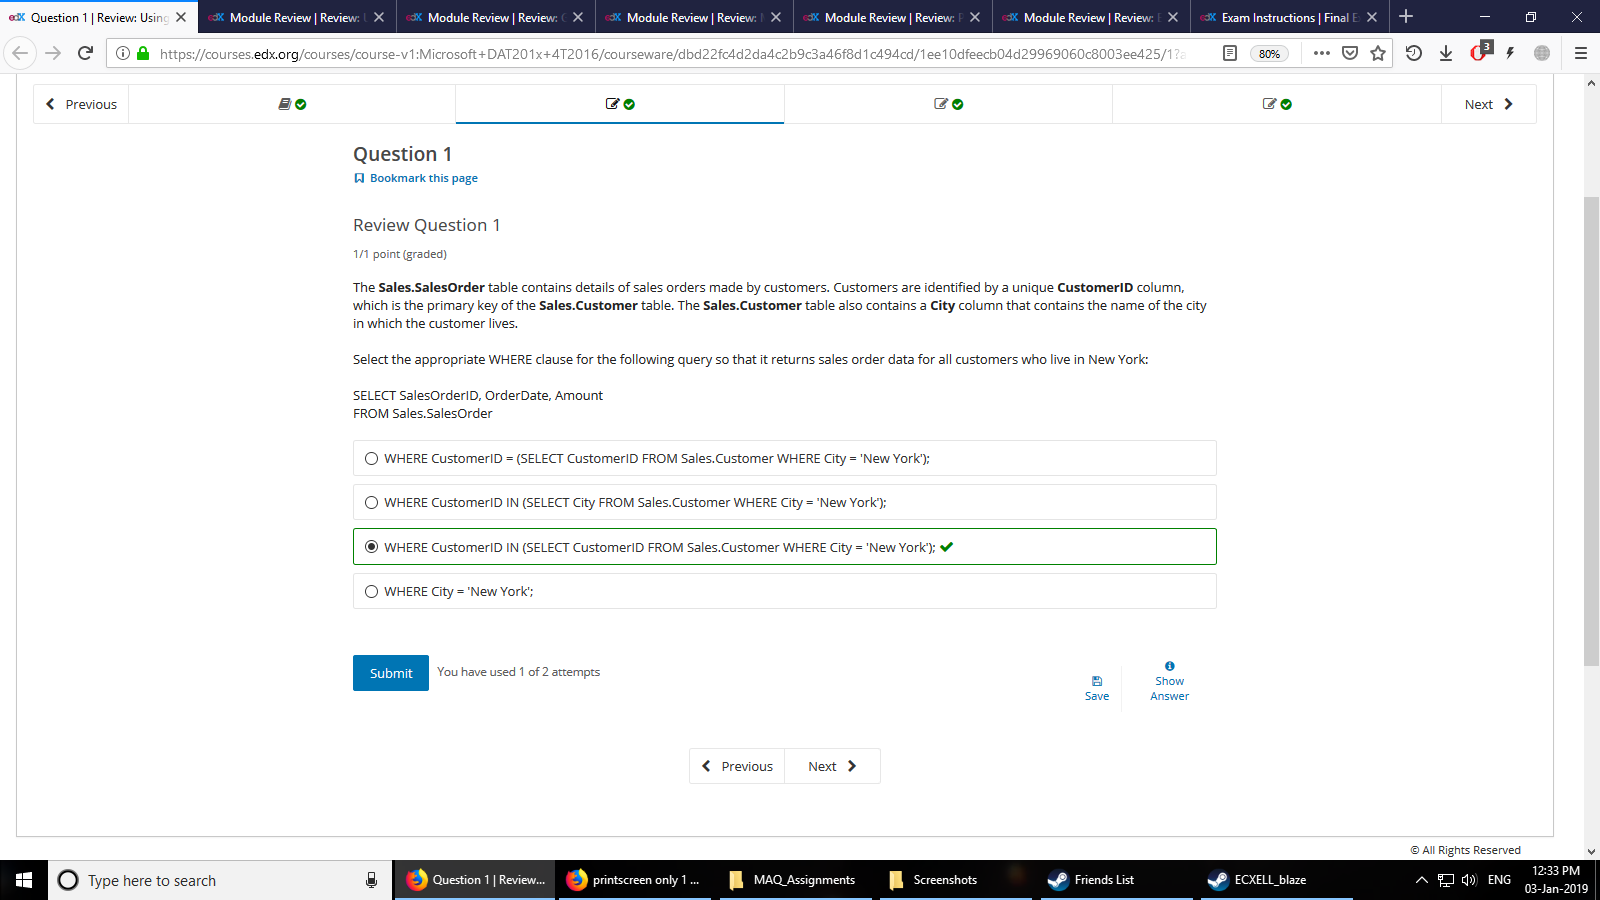 edX Question 1 | Review: Using
edX Module Review | Review:
edX Module Review | Review:
edX Module Review | Review:
edX Module Review | Review:
edX Module Review | Review:
edX Exam Instructions | Final E
https://courses.edx.org/courses/course-v1:Microsoft+DAT201x+4T2016/courseware/dbd22fc4d2da4c2b9c3a46f8d1c494cd/1ee10dfeecb04d29969060c8003ee425/1?a
80%
3
Previous
Next
Question 1
Bookmark this page
Review Question 1
1/1 point (graded)
The Sales.SalesOrder table contains details of sales orders made by customers. Customers are identified by a unique CustomerID column,
which is the primary key of the Sales.Customer table. The Sales.Customer table also contains a City column that contains the name of the city
in which the customer lives.
Select the appropriate WHERE clause for the following query so that it returns sales order data for all customers who live in New York:
SELECT SalesOrderID, OrderDate, Amount
FROM Sales.SalesOrder
WHERE CustomerID = (SELECT CustomerID FROM Sales.Customer WHERE City = 'New York');
WHERE CustomerID IN (SELECT City FROM Sales.Customer WHERE City = 'New York');
WHERE CustomerID IN (SELECT CustomerID FROM Sales.Customer WHERE City = 'New York');
WHERE City = 'New York';
Submit
You have used 1 of 2 attempts
Save
Show
Answer
Previous
Next
© All Rights Reserved
Type here to search
Question 1 | Review...
printscreen only 1 ...
MAQ_Assignments
Screenshots
Friends List
ECXELL_blaze
ENG
12:33 PM
03-Jan-2019